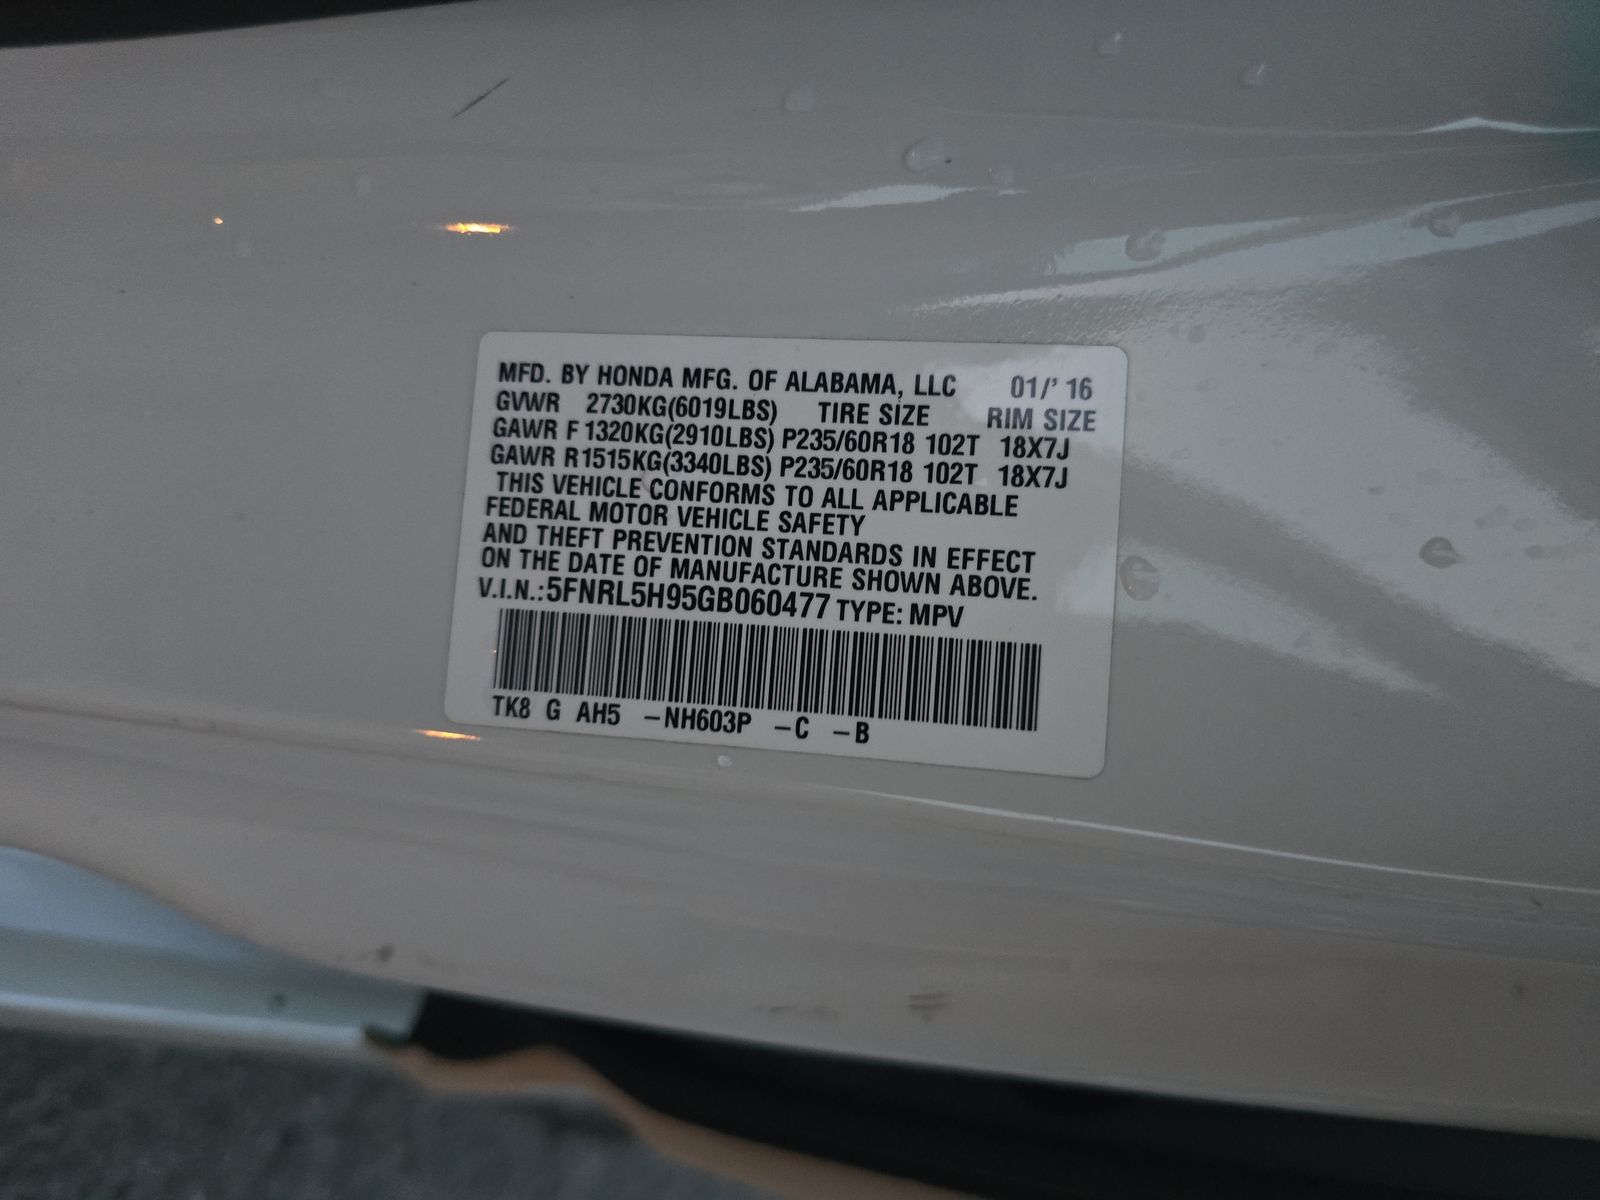 MFD. BY HONDA MFG. OF ALABAMA, LLC 01/' 16
GVWR 2730KG(6019LBS) TIRE SIZE RIM SIZE
GAWR F 1320KG(2910LBS) P235/60R18 102T 18X7J
GAWR R1515KG(3340LBS) P235/60R18 102T 18X7J
THIS VEHICLE CONFORMS TO ALL APPLICABLE
FEDERAL MOTOR VEHICLE SAFETY
AND THEFT PREVENTION STANDARDS IN EFFECT
ON THE DATE OF MANUFACTURE SHOWN ABOVE.
V.I.N.:5FNRL5H95GB060477 TYPE: MPV
TK8 G AH5 -NH603P -C -B